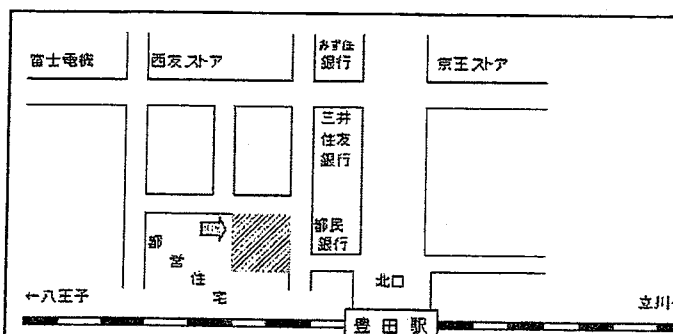 富士電機
西友ストア
みずほ
銀行
京王ストア
三井
住友
銀行
都民
銀行
都
営
住
宅
北口
←八王子
立川
豊田駅